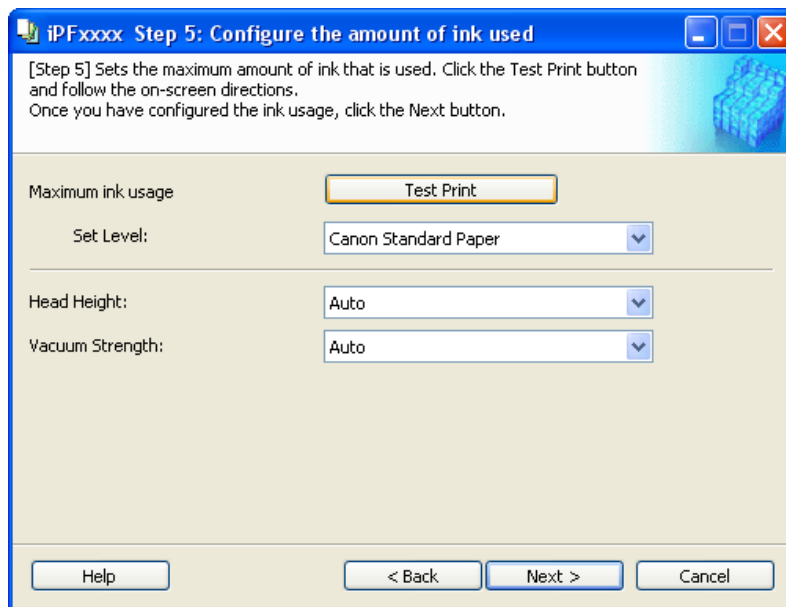 iPFxxxx Step 5: Configure the amount of ink used
[Step 5] Sets the maximum amount of ink that is used. Click the Test Print button
and follow the on-screen directions.
Once you have configured the ink usage, click the Next button.
Maximum ink usage Test Print
Set Level: Canon Standard Paper
Head Height: Auto
Vacuum Strength: Auto
Help < Back Next > Cancel